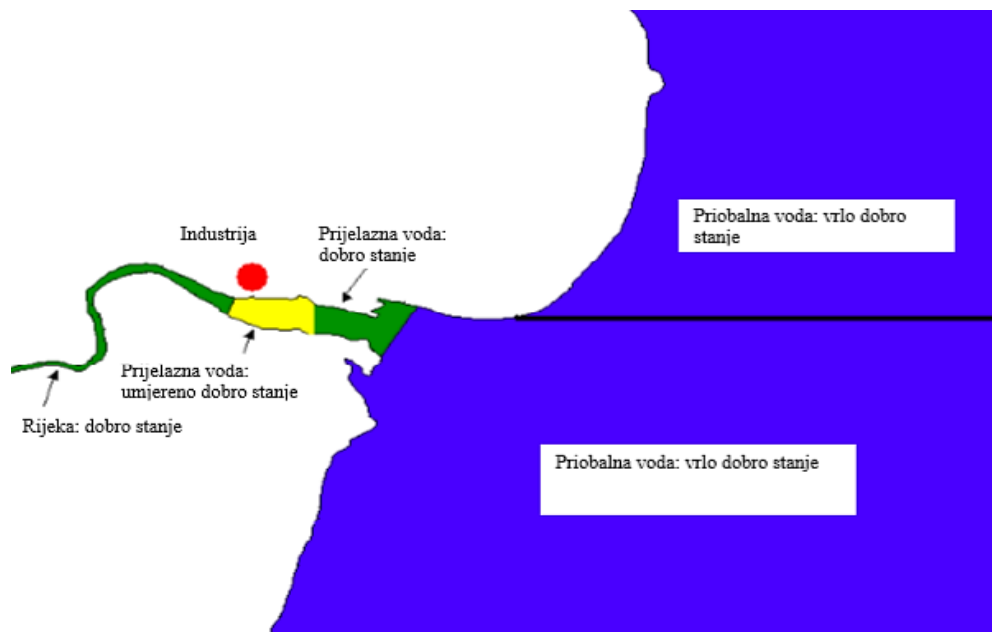 Priobalna voda: vrlo dobro
stanje
Industrija
Prijelazna voda:
dobro stanje
Prijelazna voda:
umjereno dobro stanje
Rijeka: dobro stanje
Priobalna voda: vrlo dobro stanje